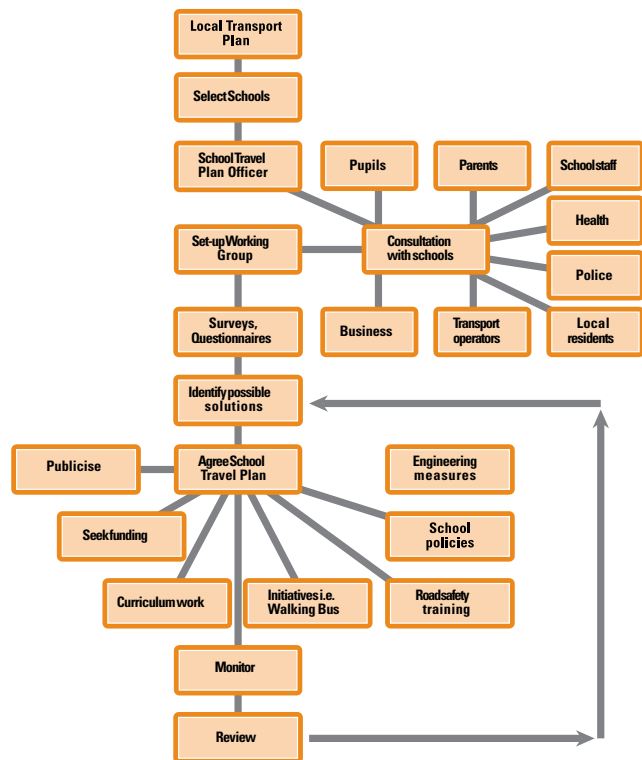 Local Transport
Plan
Select Schools
School Travel
Plan Officer
Pupils
Parents
School staff
Health
Set-up Working
Group
Consultation
with schools
Police
Surveys,
Questionnaires
Business
Transport
operators
Local
residents
Identify possible
solutions
Publicise
Agree School
Travel Plan
Engineering
measures
Seek funding
School
policies
Curriculum work
Initiatives i.e.
Walking Bus
Road safety
training
Monitor
Review